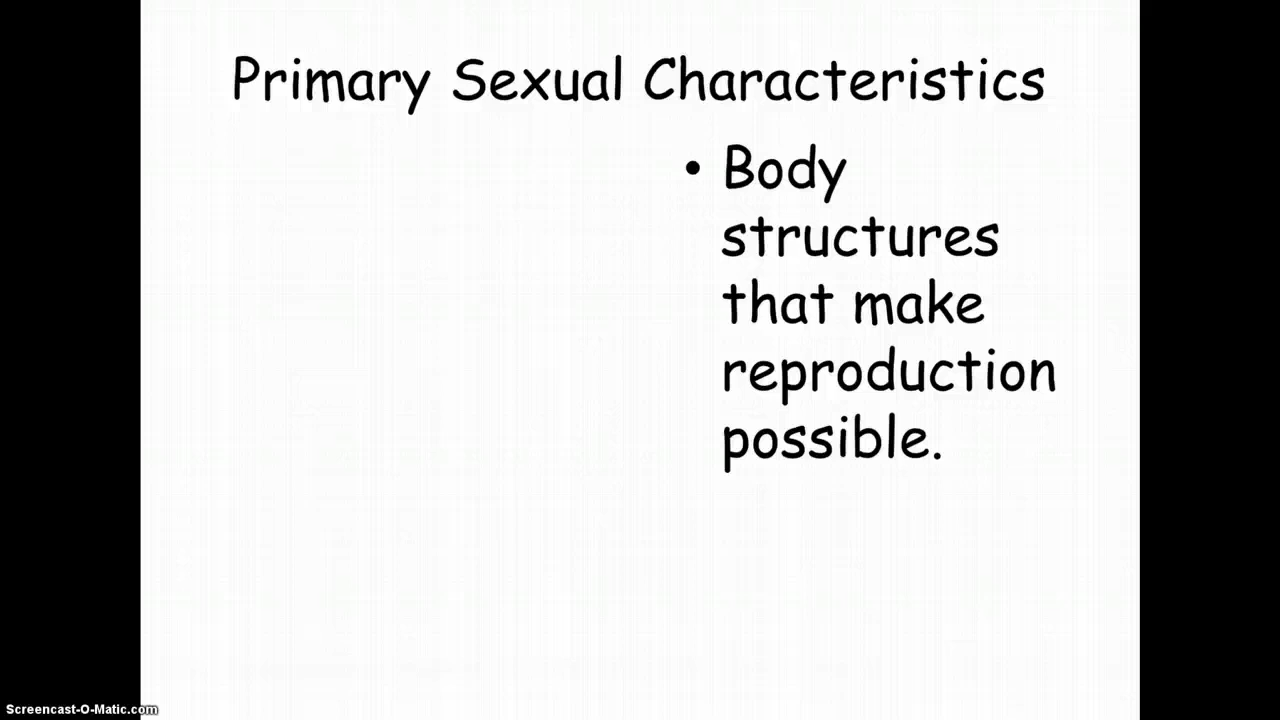 Primary Sexual Characteristics
• Body
structures
that make
reproduction
possible.
Screencast-O-Matic.com